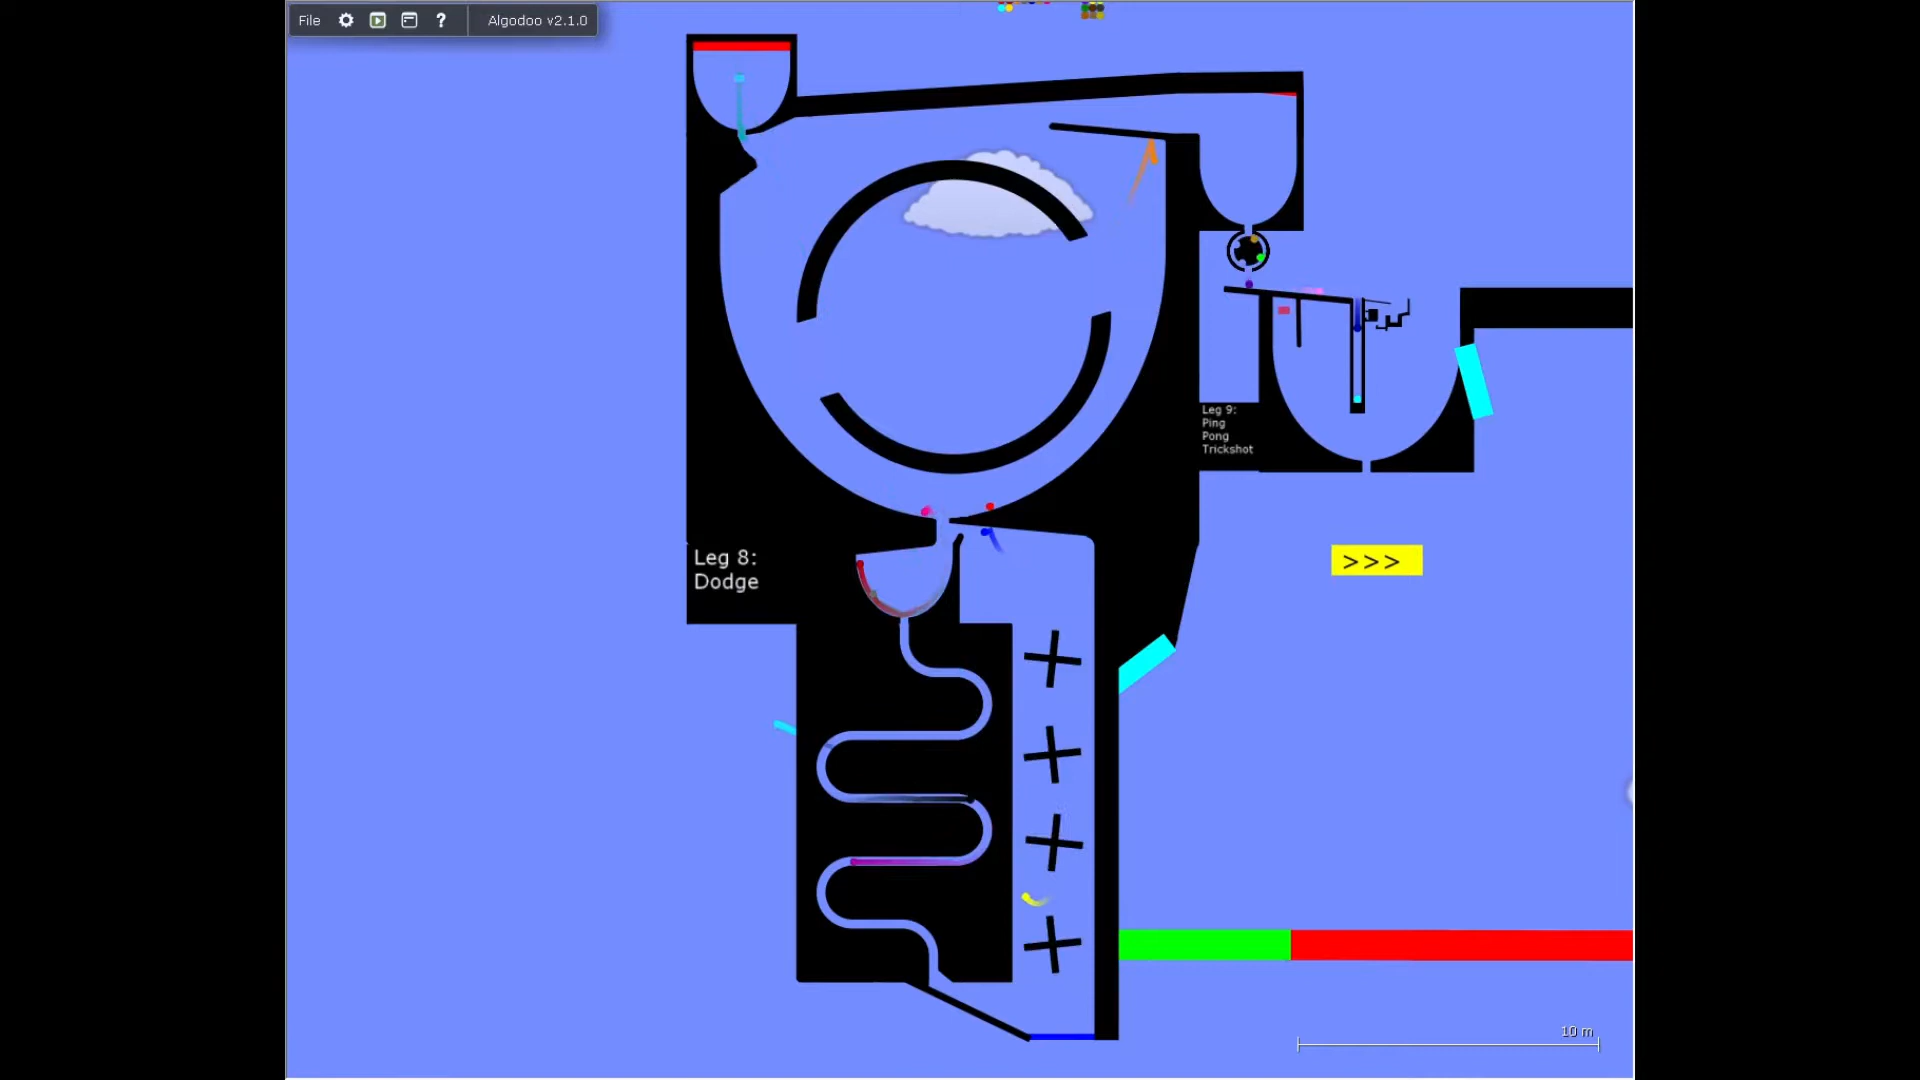 File ? Algodoo v2.1.0
Leg 9:
Ping
Pong
Trickshot
Leg 8:
Dodge
>>>
10 m